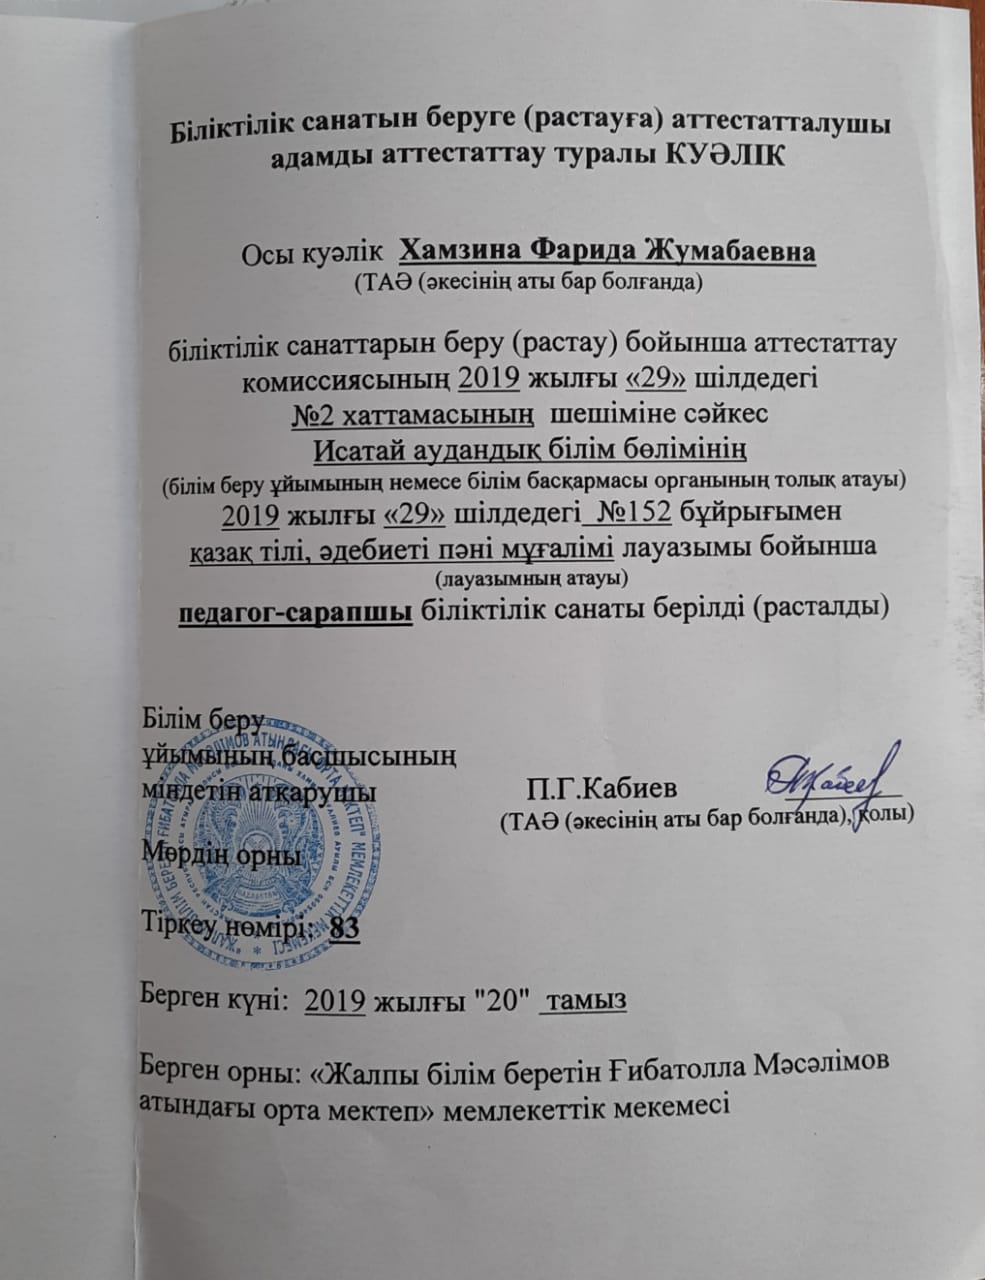 Біліктілік санатын беруге (растауға) аттестатталушы
адамды аттестаттау туралы КУӘЛІК
Осы куәлік Хамзина Фарида Жумабаевна
(ТАӘ (әкесінің аты бар болғанда)
біліктілік санаттарын беру (растау) бойынша аттестаттау
комиссиясының 2019 жылғы «29» шілдедегі
№2 хаттамасының шешіміне сәйкес
Исатай аудандық білім бөлімінің
(білім беру ұйымының немесе білім басқармасы органының толық атауы)
2019 жылғы «29» шілдедегі №152 бұйрығымен
қазақ тілі, әдебиеті пәні мұғалімі лауазымы бойынша
(лауазымның атауы)
педагог-сарапшы біліктілік санаты берілді (расталды)
Білім беру
ұйымының басшысының
міндетін атқарушы
П.Г.Кабиев
(ТАӘ (әкесінің аты бар болғанда), қолы)
Мөрдің орны
Тіркеу нөмірі: 83
Берген күні: 2019 жылғы "20" тамыз
Берген орны: «Жалпы білім беретін Ғибатолла Мәсәлімов
атындағы орта мектеп» мемлекеттік мекемесі